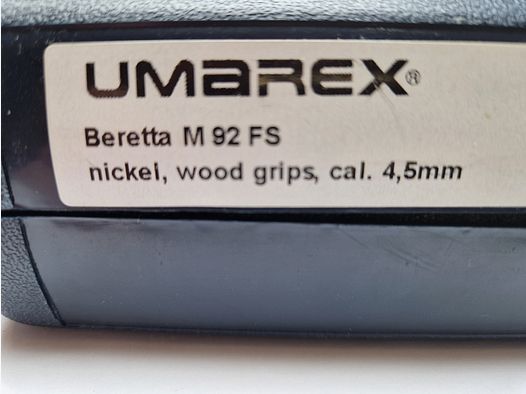 UMAREX®
Beretta M 92 FS
nickel, wood grips, cal. 4,5mm